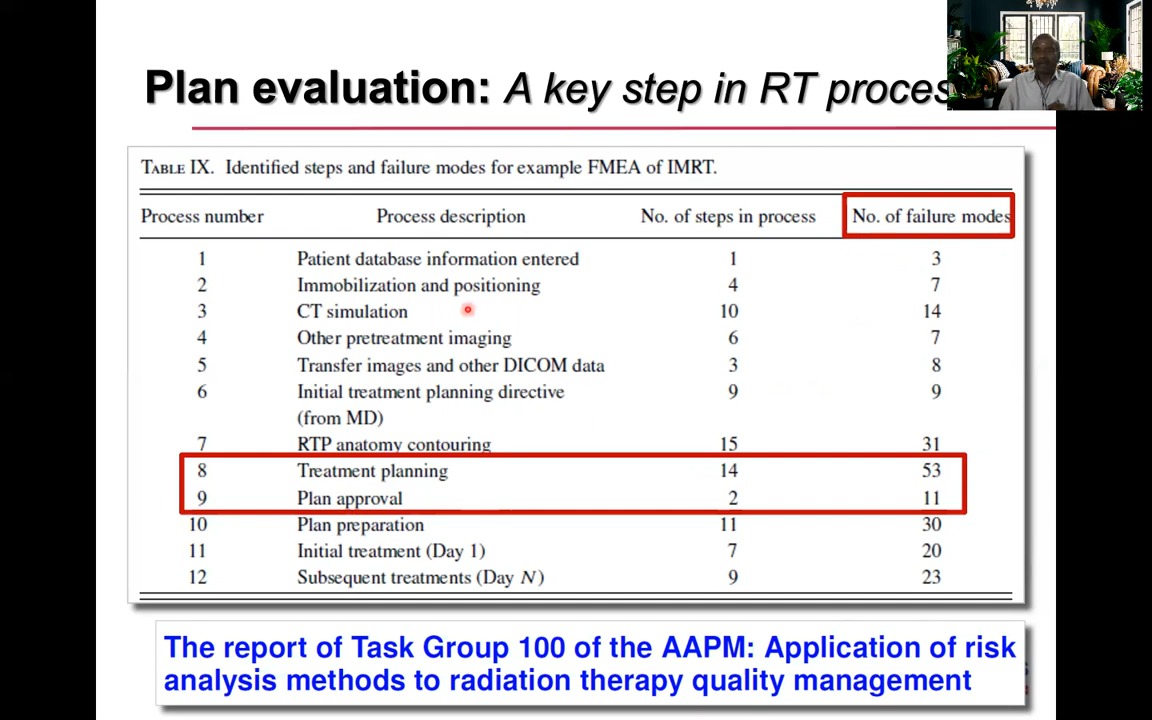 Plan evaluation: A key step in RT proces
TABLE IX. Identified steps and failure modes for example FMEA of IMRT.
Process number Process description No. of steps in process No. of failure modes
1 Patient database information entered 1 3
2 Immobilization and positioning 4 7
3 CT simulation 10 14
4 Other pretreatment imaging 6 7
5 Transfer images and other DICOM data 3 8
6 Initial treatment planning directive 9 9
(from MD)
7 RTP anatomy contouring 15 31
8 Treatment planning 14 53
9 Plan approval 2 11
10 Plan preparation 11 30
11 Initial treatment (Day 1) 7 20
12 Subsequent treatments (Day N) 9 23
The report of Task Group 100 of the AAPM: Application of risk
analysis methods to radiation therapy quality management